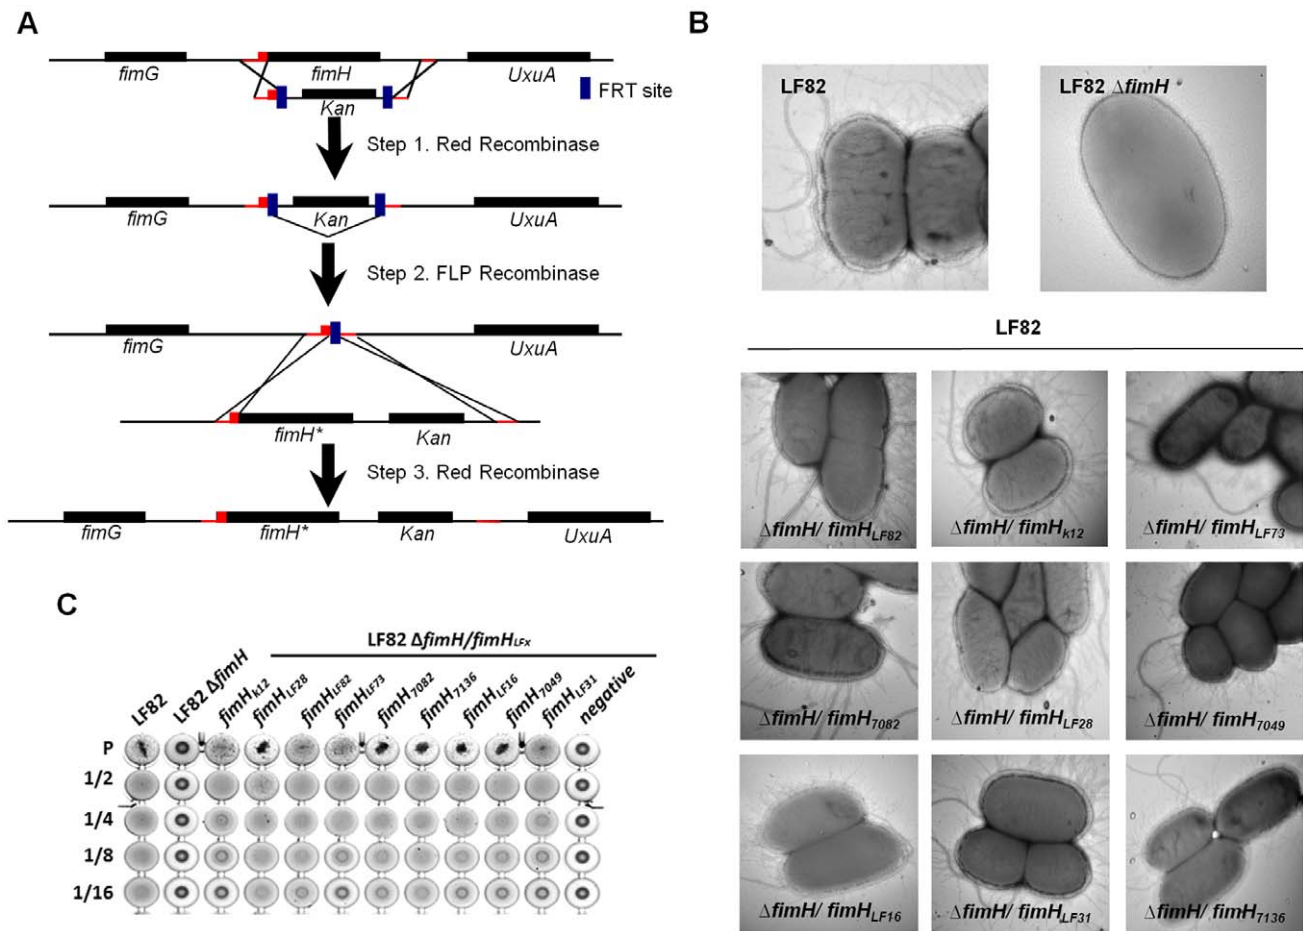 A
fimG
fimH
UxuA
Kan
FRT site
Step 1. Red Recombinase
fimG
Kan
UxuA
Step 2. FLP Recombinase
fimG
UxuA
fimH*
Kan
Step 3. Red Recombinase
fimG
fimH*
Kan
UxuA
B
LF82
LF82 ΔfimH
LF82
ΔfimH/ fimHLF82
ΔfimH/ fimHk12
ΔfimH/ fimHLF73
ΔfimH/ fimH7082
ΔfimH/ fimHLF28
ΔfimH/ fimH7049
ΔfimH/ fimHLF16
ΔfimH/ fimHLF31
ΔfimH/ fimH7136
C
LF82 ΔfimH/fimHLFx
LF82
LF82 ΔfimH
fimHk12
fimHLF28
fimHLF82
fimHLF73
fimH7082
fimH7136
fimHLF16
fimH7049
fimHLF31
negative
P
1/2
1/4
1/8
1/16